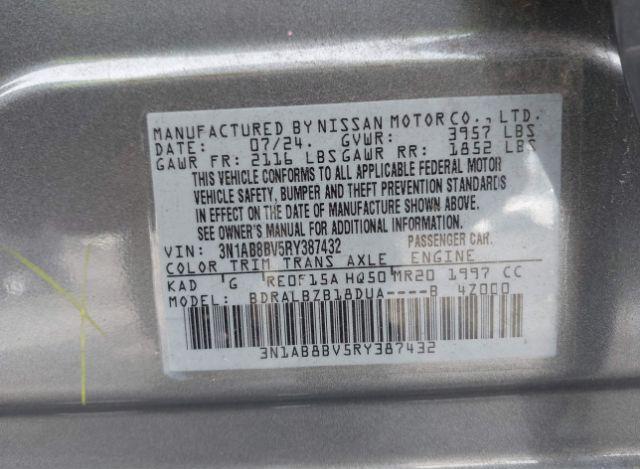 MANUFACTURED BY NISSAN MOTOR CO., LTD.
DATE: 07/24. GVWR: 3957 LBS
GAWR FR: 2116 LBS GAWR RR: 1852 LBS
THIS VEHICLE CONFORMS TO ALL APPLICABLE FEDERAL MOTOR
VEHICLE SAFETY, BUMPER AND THEFT PREVENTION STANDARDS
IN EFFECT ON THE DATE OF MANUFACTURE SHOWN ABOVE.
SEE OWNER'S MANUAL FOR ADDITIONAL INFORMATION.
VIN: 3N1AB8BV5RY387432 PASSENGER CAR.
COLOR TRIM TRANS AXLE ENGINE
KAD G RE0F15A HQ50 MR20 1997 CC
MODEL: BDRALBZB18DUA----B 4Z000
3N1AB8BV5RY387432